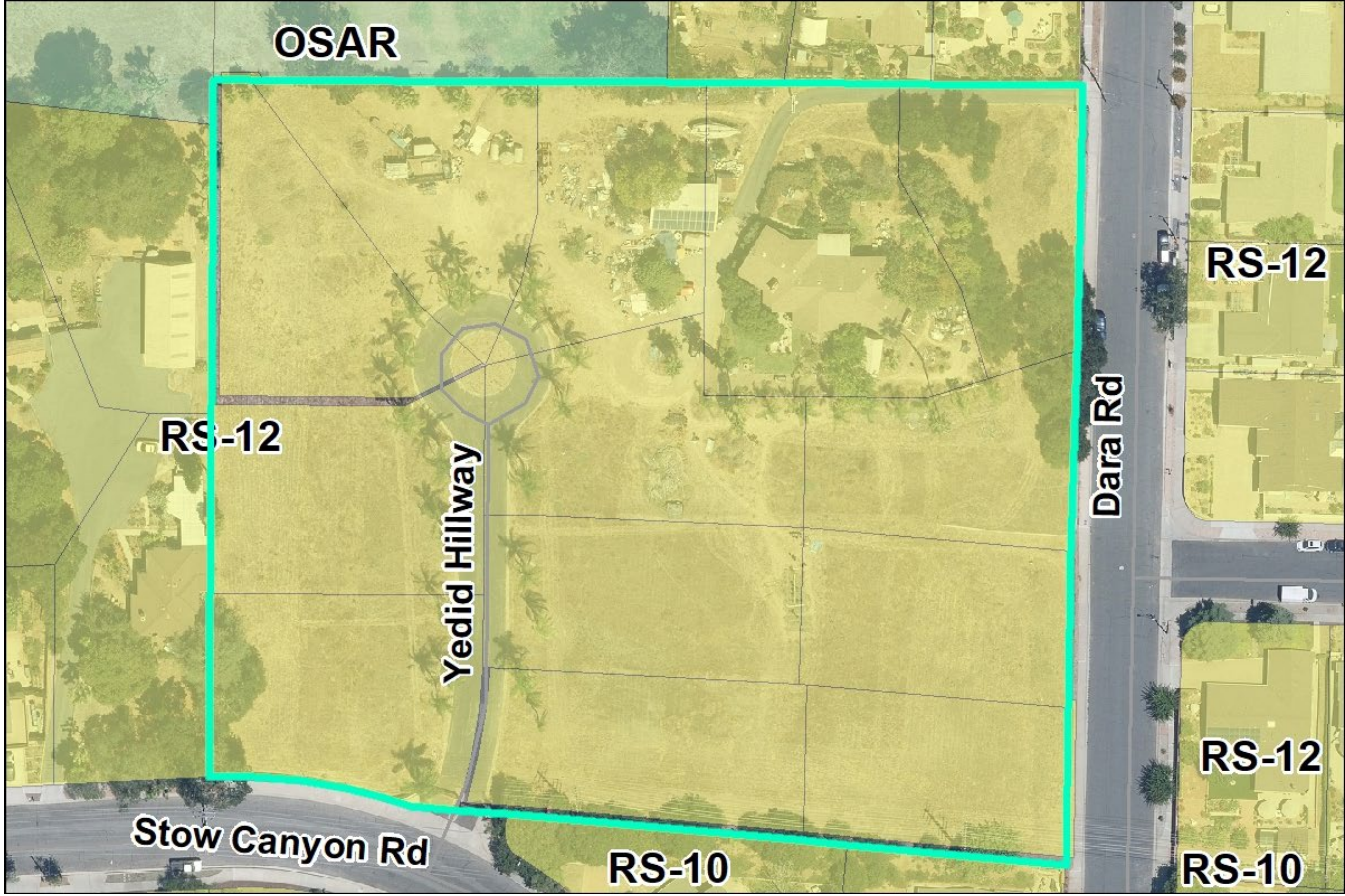 OSAR
RS-12
RS-12
Dara Rd
Yedid Hillway
RS-12
Stow Canyon Rd
RS-10
RS-10